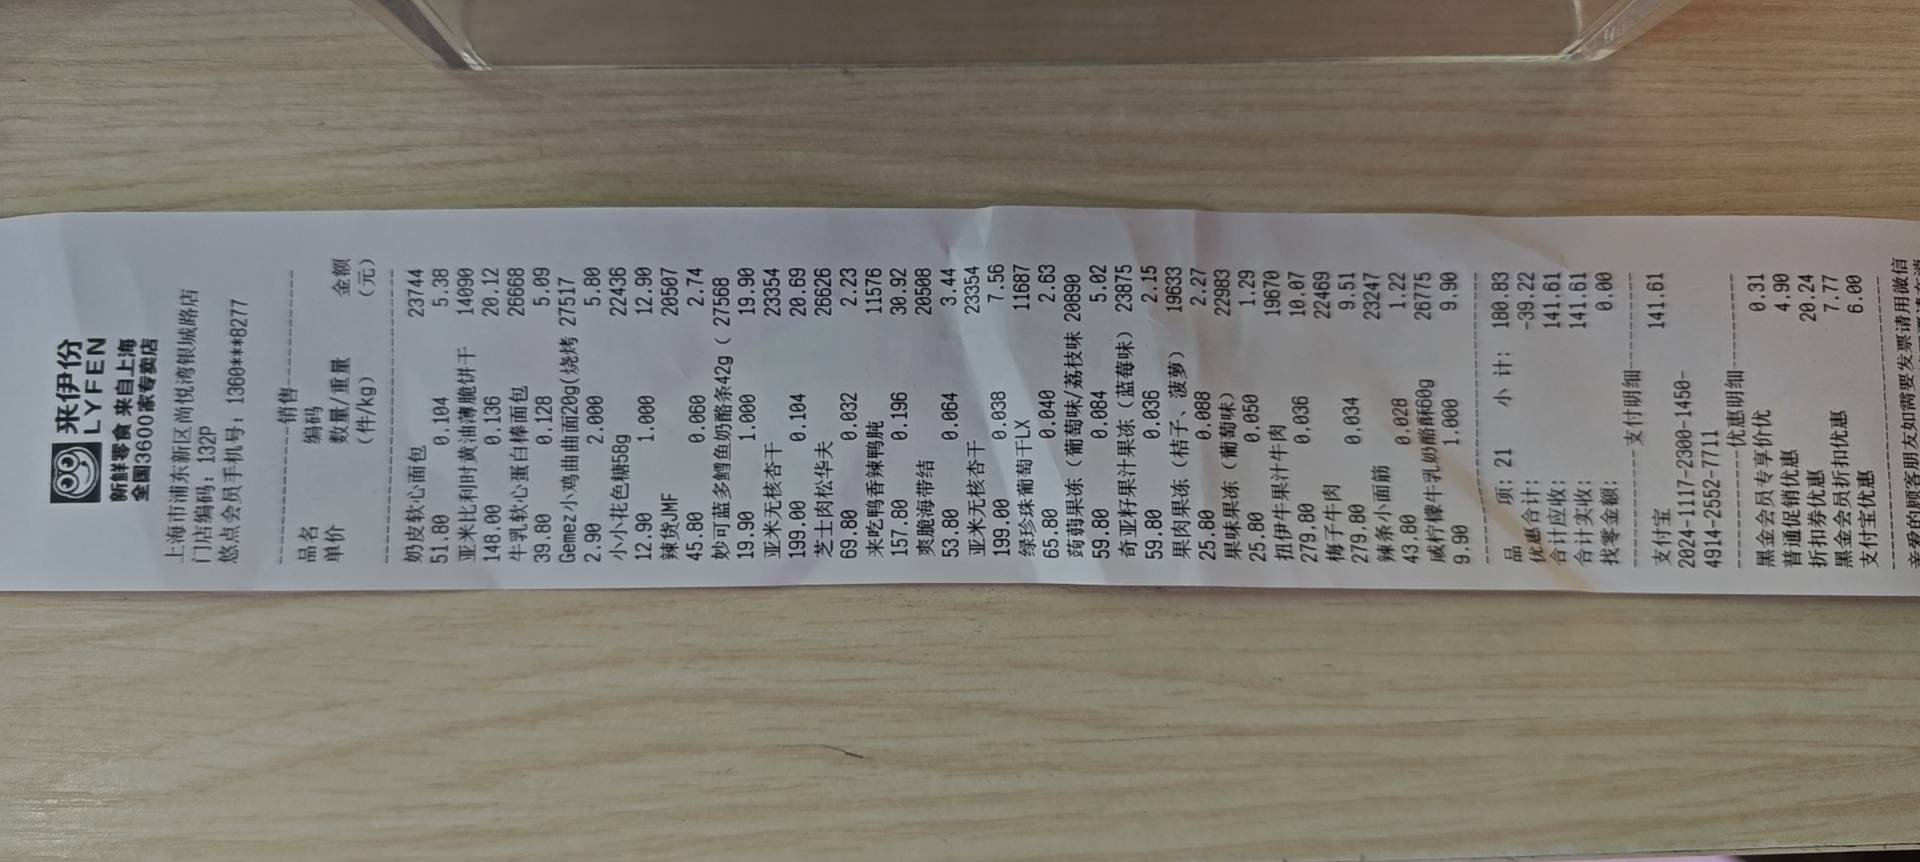 来伊份
LYFEN
新鲜零食 来自上海
全国3600家专卖店
上海市浦东新区尚悦湾银城路店
门店编码: 132P
悠点会员手机号: 1360***8277
----------销售----------
品名 编码 金额
单价 数量/重量 (元)
(件/kg)
奶皮软心面包 23744
51.80 0.104 5.38
亚米比利时黄油薄脆饼干 14090
148.00 0.136 20.12
牛乳软心蛋白棒面包 26668
39.80 0.128 5.09
Gemez小鸡曲曲面20g(烧烤 27517
2.90 2.000 5.80
小小花色糖58g 22436
12.90 1.000 12.90
辣货JMF 20507
45.80 0.060 2.74
妙可蓝多鳕鱼奶酪条42g ( 27568
19.90 1.000 19.90
亚米无核杏干 23354
199.00 0.104 20.69
芝士肉松华夫 26626
69.80 0.032 2.23
来吃鸭香辣鸭肫 11576
157.80 0.196 30.92
爽脆海带结 20508
53.80 0.064 3.44
亚米无核杏干 23354
199.00 0.038 7.56
绿珍珠葡萄干LX 11687
65.80 0.040 2.63
蒟蒻果冻(葡萄味/荔枝味 20890
59.80 0.084 5.02
奇亚籽果汁果冻(蓝莓味) 23875
59.80 0.036 2.15
果肉果冻(桔子、菠萝) 19633
25.80 0.088 2.27
果味果冻(葡萄味) 22983
25.80 0.050 1.29
扭伊牛果汁牛肉 19670
279.80 0.036 10.07
梅子牛肉 22469
279.80 0.034 9.51
辣条小面筋 23247
43.80 0.028 1.22
咸柠檬牛乳奶酪酥60g 26775
9.90 1.000 9.90
品 项: 21 小 计: 180.83
优惠合计: -39.22
合计应收: 141.61
合计实收: 141.61
找零金额: 0.00
----------支付明细----------
支付宝 141.61
2024-1117-2300-1450-
4914-2552-7711
----------优惠明细----------
黑金会员专享价优 0.31
普通促销优惠 4.90
折扣券优惠 20.24
黑金会员折扣优惠 7.77
支付宝优惠 6.00
亲爱的顾客朋友如需要发票请用微信